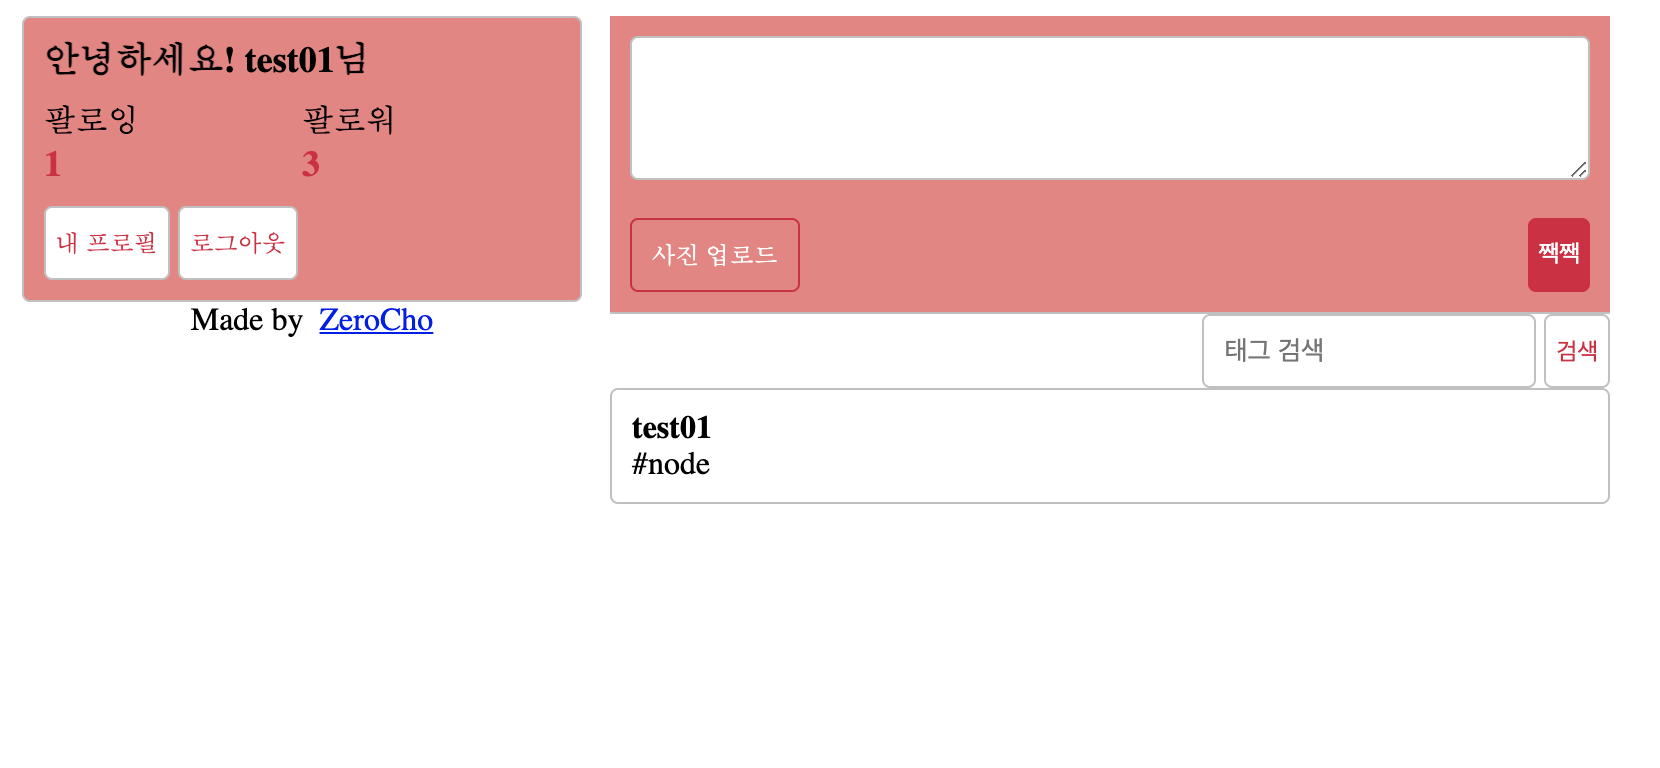 안녕하세요! test01님
팔로잉 팔로워
1 3
내 프로필 로그아웃
Made by ZeroCho
사진 업로드 짹짹
태그 검색 검색
test01
#node